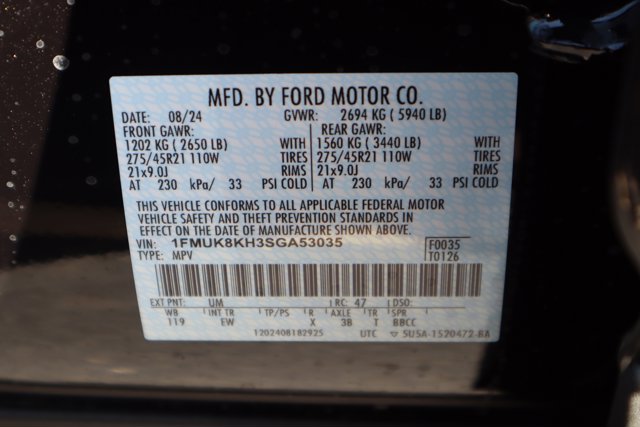 MFD. BY FORD MOTOR CO.
DATE: 08/24 GVWR: 2694 KG ( 5940 LB)
FRONT GAWR: REAR GAWR:
1202 KG ( 2650 LB) WITH 1560 KG ( 3440 LB) WITH
275/45R21 110W TIRES 275/45R21 110W TIRES
21x9.0J RIMS 21x9.0J RIMS
AT 230 kPa/ 33 PSI COLD AT 230 kPa/ 33 PSI COLD
THIS VEHICLE CONFORMS TO ALL APPLICABLE FEDERAL MOTOR
VEHICLE SAFETY AND THEFT PREVENTION STANDARDS IN
EFFECT ON THE DATE OF MANUFACTURE SHOWN ABOVE.
VIN: 1FMUK8KH3SGA53035 F0035
TYPE: MPV T0126
EXT PNT: UM RC: 47 DSO:
WB INT TR TP/PS R AXLE TR SPR
119 EW X 3B T BBCC
1202408182925 UTC 5U5A-1520472-BA